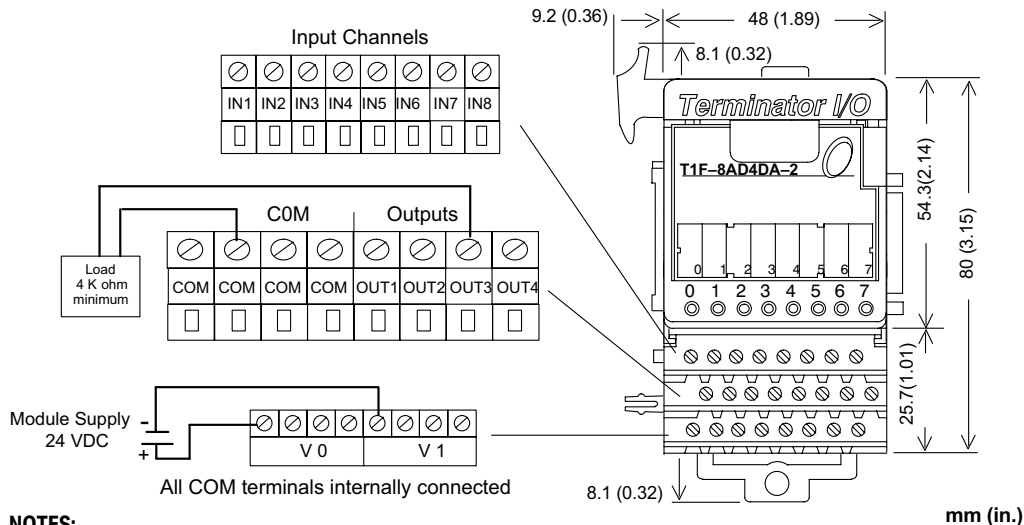 9.2 (0.36)
48 (1.89)
8.1 (0.32)
Input Channels
IN1 IN2 IN3 IN4 IN5 IN6 IN7 IN8
Terminator I/O
T1F–8AD4DA–2
0 1 2 3 4 5 6 7
0 1 2 3 4 5 6 7
54.3(2.14)
80 (3.15)
25.7(1.01)
C0M Outputs
Load
4 K ohm
minimum
COM COM COM COM OUT1 OUT2 OUT3 OUT4
Module Supply
24 VDC
-
+
V 0 V 1
All COM terminals internally connected
8.1 (0.32)
mm (in.)
NOTES: